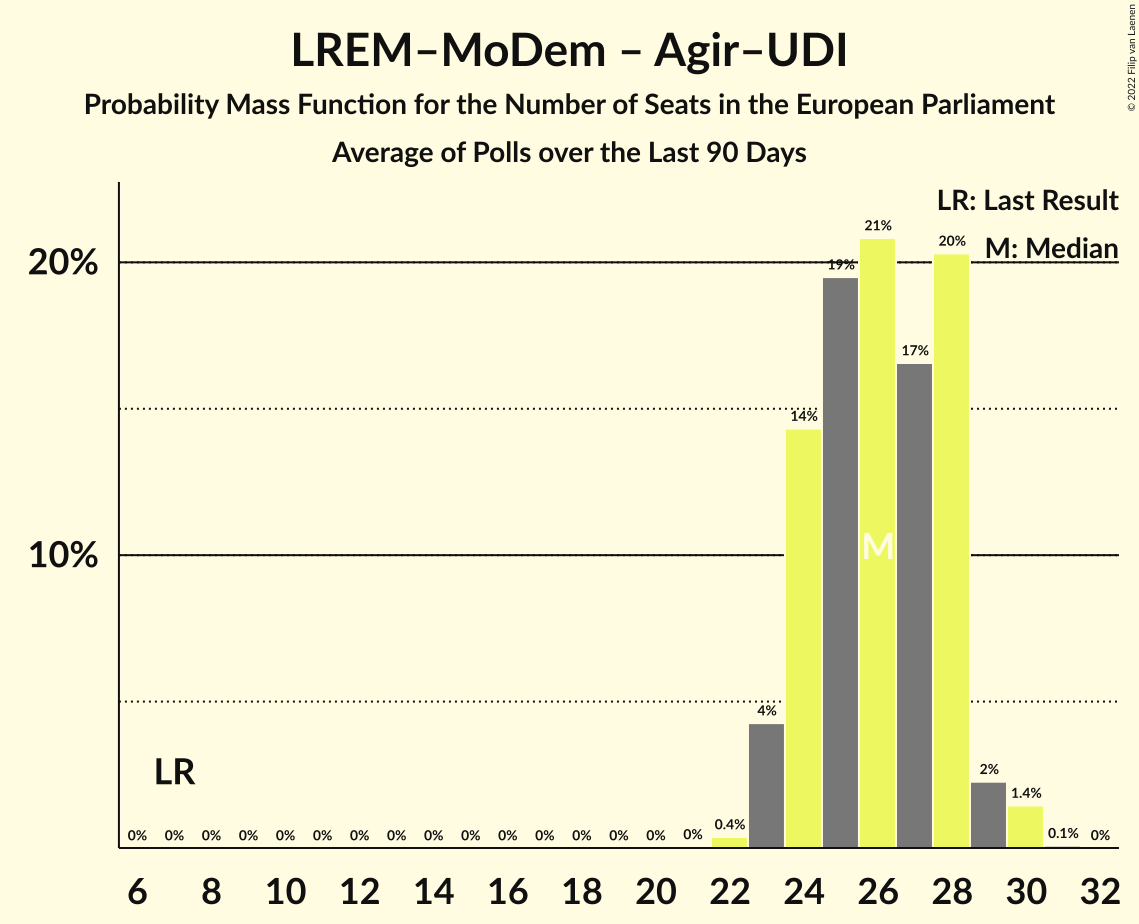 LREM–MoDem – Agir–UDI
Probability Mass Function for the Number of Seats in the European Parliament
Average of Polls over the Last 90 Days
© 2022 Filip van Laenen
LR: Last Result
M: Median
20%
10%
21%
20%
19%
17%
14%
M
4%
LR
2%
1.4%
0% 0% 0% 0% 0% 0% 0% 0% 0% 0% 0% 0% 0% 0% 0% 0% 0.4% 0.1% 0%
6 8 10 12 14 16 18 20 22 24 26 28 30 32